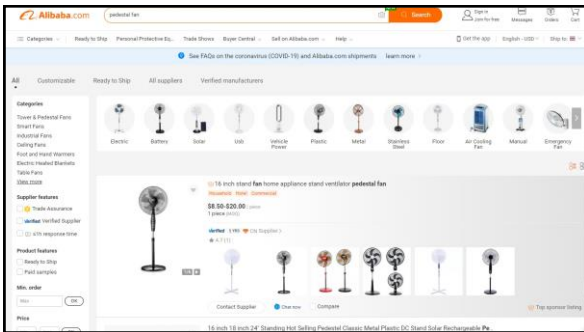 Alibaba.com
pedestal fan
Search
Sign in
Join for free
Messages
Orders
Cart
Categories
Ready to Ship
Personal Protective Eq...
Trade Shows
Buyer Central
Sell on Alibaba.com
Help
Get the App
English - USD
Ship to:
See FAQs on the coronavirus (COVID-19) and Alibaba.com shipments learn more
All
Customizable
Ready to Ship
All suppliers
Verified manufacturers
Categories
Tower & Pedestal Fans
Smart Fans
Industrial Fans
Ceiling Fans
Foot and Hand Warmers
Electric Heated Blankets
Table Fans
View more
Supplier features
Trade Assurance
Verified Supplier
≤1h response time
Product features
Ready to Ship
Paid samples
Min. order
Max
OK
Price
Electric
Battery
Solar
Usb
Vehicle Power
Plastic
Metal
Stainless Steel
Floor
Air Cooling Fan
Manual
Emergency Fan
16 inch stand fan home appliance stand ventilator pedestal fan
Household Hotel Commercial
$8.50-$20.00
1 piece
Verified
CN Supplier
4.7
Contact Supplier
Chat now
Compare
Top sponsor listing
16 inch 18 inch 24' Standing Hot Selling Pedestal Classic Metal Plastic DC Stand Solar Rechargeable Pe..